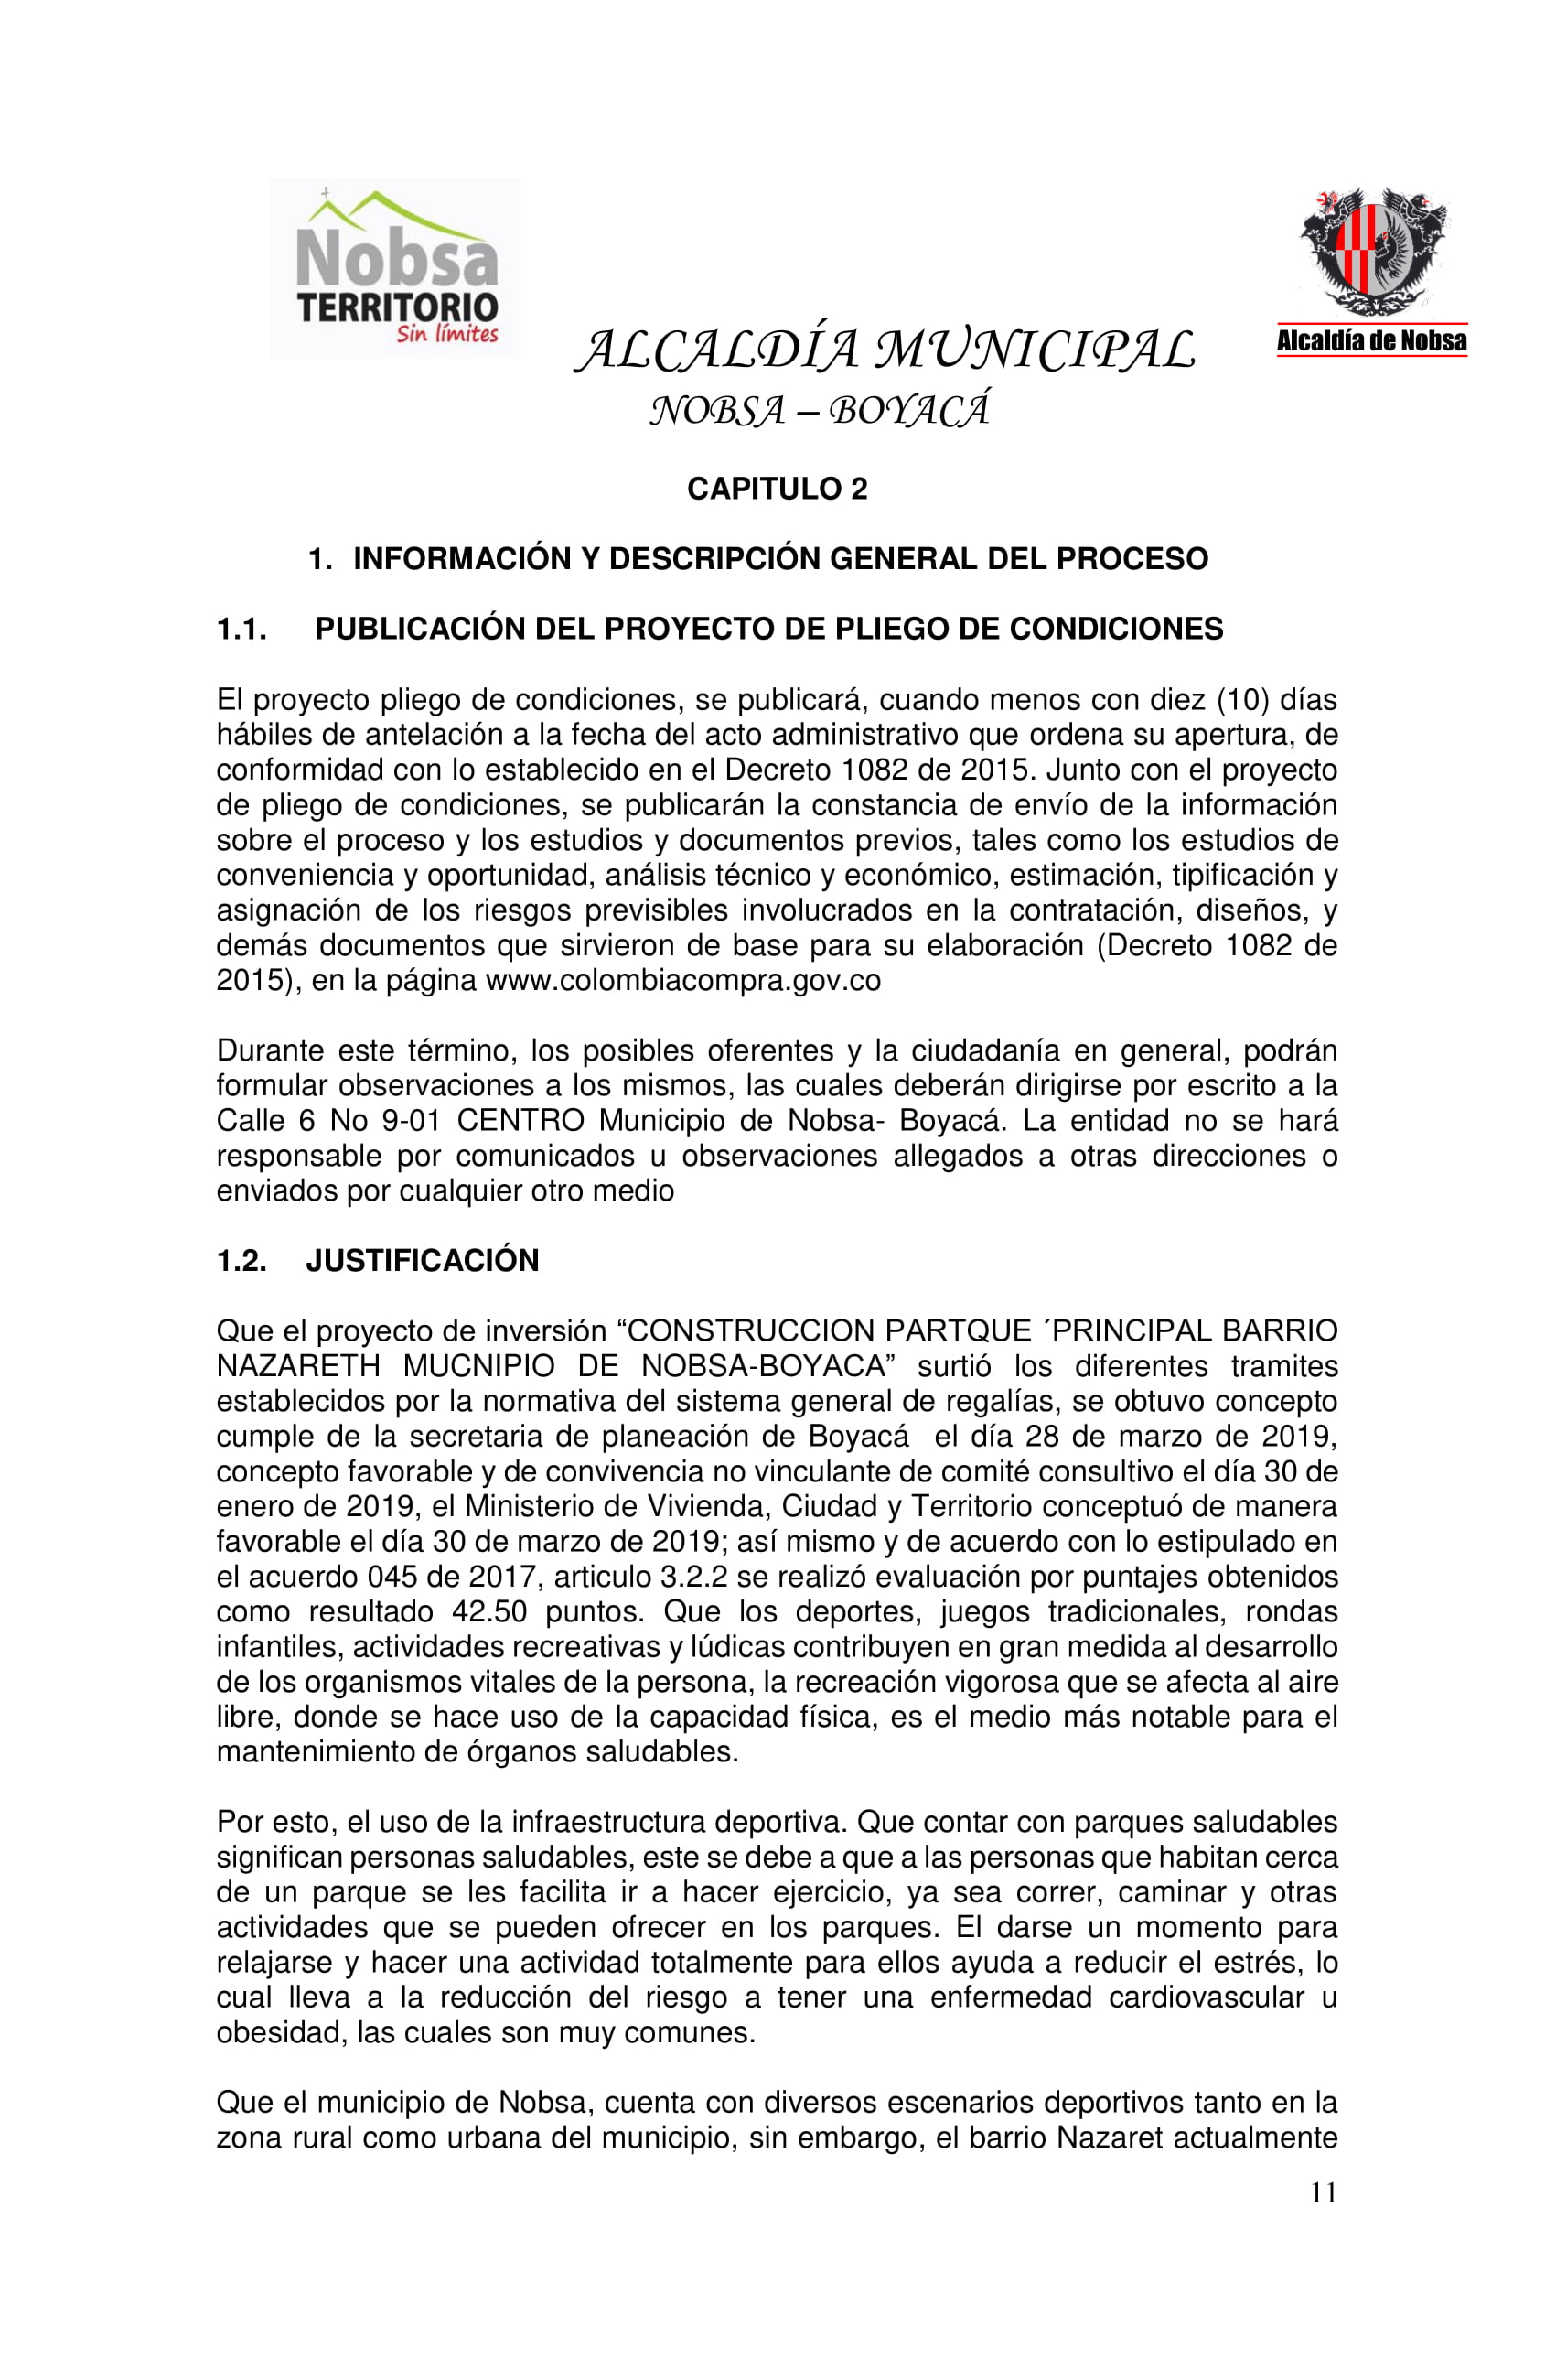 Nobsa
TERRITORIO
Sin límites
Alcaldía de Nobsa
ALCALDÍA MUNICIPAL
NOBSA – BOYACÁ
CAPITULO 2
1. INFORMACIÓN Y DESCRIPCIÓN GENERAL DEL PROCESO
1.1. PUBLICACIÓN DEL PROYECTO DE PLIEGO DE CONDICIONES
El proyecto pliego de condiciones, se publicará, cuando menos con diez (10) días
hábiles de antelación a la fecha del acto administrativo que ordena su apertura, de
conformidad con lo establecido en el Decreto 1082 de 2015. Junto con el proyecto
de pliego de condiciones, se publicarán la constancia de envío de la información
sobre el proceso y los estudios y documentos previos, tales como los estudios de
conveniencia y oportunidad, análisis técnico y económico, estimación, tipificación y
asignación de los riesgos previsibles involucrados en la contratación, diseños, y
demás documentos que sirvieron de base para su elaboración (Decreto 1082 de
2015), en la página www.colombiacompra.gov.co
Durante este término, los posibles oferentes y la ciudadanía en general, podrán
formular observaciones a los mismos, las cuales deberán dirigirse por escrito a la
Calle 6 No 9-01 CENTRO Municipio de Nobsa- Boyacá. La entidad no se hará
responsable por comunicados u observaciones allegados a otras direcciones o
enviados por cualquier otro medio
1.2. JUSTIFICACIÓN
Que el proyecto de inversión “CONSTRUCCION PARTQUE ´PRINCIPAL BARRIO
NAZARETH MUCNIPIO DE NOBSA-BOYACA” surtió los diferentes tramites
establecidos por la normativa del sistema general de regalías, se obtuvo concepto
cumple de la secretaria de planeación de Boyacá el día 28 de marzo de 2019,
concepto favorable y de convivencia no vinculante de comité consultivo el día 30 de
enero de 2019, el Ministerio de Vivienda, Ciudad y Territorio conceptuó de manera
favorable el día 30 de marzo de 2019; así mismo y de acuerdo con lo estipulado en
el acuerdo 045 de 2017, articulo 3.2.2 se realizó evaluación por puntajes obtenidos
como resultado 42.50 puntos. Que los deportes, juegos tradicionales, rondas
infantiles, actividades recreativas y lúdicas contribuyen en gran medida al desarrollo
de los organismos vitales de la persona, la recreación vigorosa que se afecta al aire
libre, donde se hace uso de la capacidad física, es el medio más notable para el
mantenimiento de órganos saludables.
Por esto, el uso de la infraestructura deportiva. Que contar con parques saludables
significan personas saludables, este se debe a que a las personas que habitan cerca
de un parque se les facilita ir a hacer ejercicio, ya sea correr, caminar y otras
actividades que se pueden ofrecer en los parques. El darse un momento para
relajarse y hacer una actividad totalmente para ellos ayuda a reducir el estrés, lo
cual lleva a la reducción del riesgo a tener una enfermedad cardiovascular u
obesidad, las cuales son muy comunes.
Que el municipio de Nobsa, cuenta con diversos escenarios deportivos tanto en la
zona rural como urbana del municipio, sin embargo, el barrio Nazaret actualmente
11